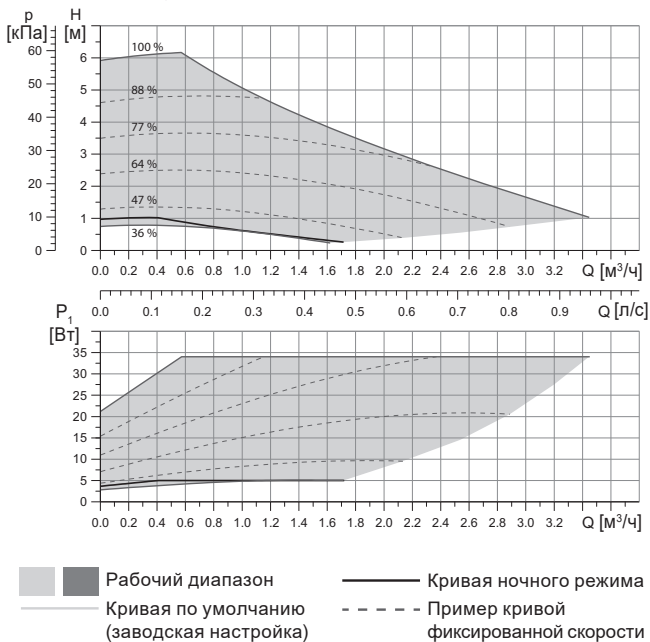 p
[кПа]
H
[м]
60
50
40
30
20
10
0
6
5
4
3
2
1
0
100 %
88 %
77 %
64 %
47 %
36 %
0.0 0.2 0.4 0.6 0.8 1.0 1.2 1.4 1.6 1.8 2.0 2.2 2.4 2.6 2.8 3.0 3.2 Q [м³/ч]
0.0 0.1 0.2 0.3 0.4 0.5 0.6 0.7 0.8 0.9 Q [л/с]
P₁
[Вт]
35
30
25
20
15
10
5
0
0.0 0.2 0.4 0.6 0.8 1.0 1.2 1.4 1.6 1.8 2.0 2.2 2.4 2.6 2.8 3.0 3.2 Q [м³/ч]
Рабочий диапазон
Кривая по умолчанию
(заводская настройка)
Кривая ночного режима
Пример кривой
фиксированной скорости